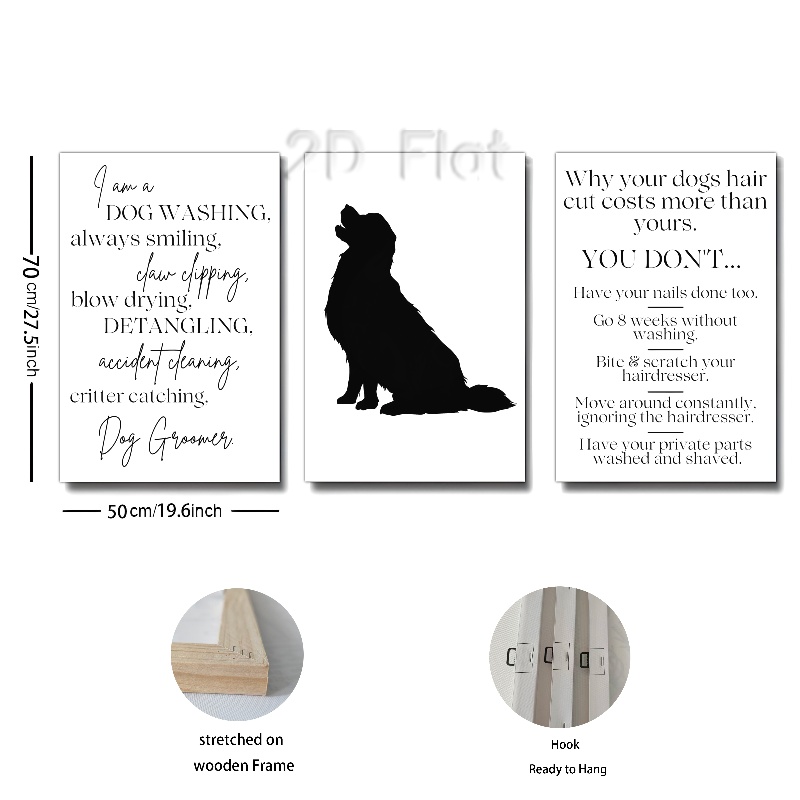 2D Flat
I am a
DOG WASHING,
always smiling,
claw clipping,
blow drying,
DETANGLING,
accident cleaning,
critter catching.
Dog Groomer.
Why your dogs hair
cut costs more than
yours.
YOU DON'T...
Have your nails done too.
Go 8 weeks without
washing.
Bite & scratch your
hairdresser.
Move around constantly,
ignoring the hairdresser.
Have your private parts
washed and shaved.
70 cm/27.5inch
50 cm/19.6inch
stretched on
wooden Frame
Hook
Ready to Hang